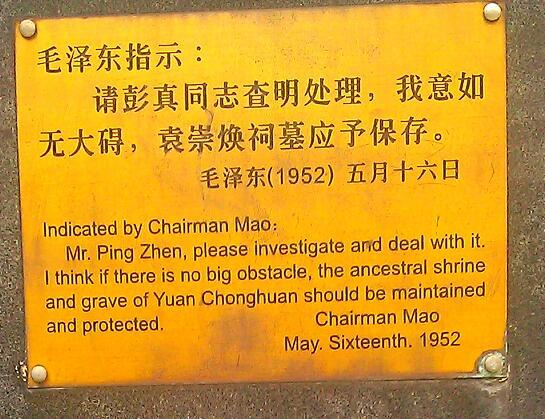 毛泽东指示：
请彭真同志查明处理，我意如
无大碍，袁崇焕祠墓应予保存。
毛泽东(1952) 五月十六日
Indicated by Chairman Mao:
Mr. Ping Zhen, please investigate and deal with it.
I think if there is no big obstacle, the ancestral shrine
and grave of Yuan Chonghuan should be maintained
and protected.
Chairman Mao
May. Sixteenth. 1952